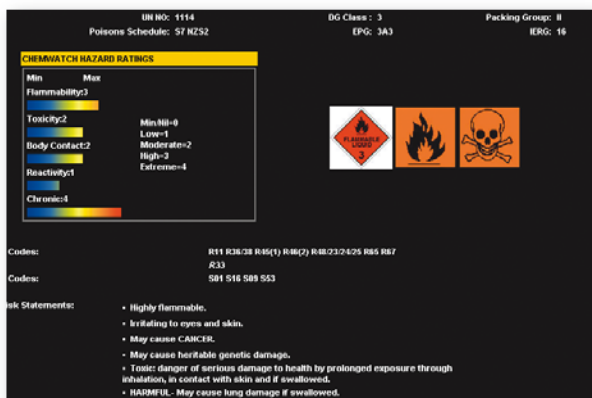 UN NO: 1114 DG Class : 3 Packing Group: II
Poisons Schedule: S7 NZS2 EPG: 3A3 IERG: 16
CHEMWATCH HAZARD RATINGS
Min Max
Flammability:3
Toxicity:2
Body Contact:2
Reactivity:1
Chronic:4
Min/Nil=0
Low=1
Moderate=2
High=3
Extreme=4
FLAMMABLE
LIQUID
3
Codes: R11 R36/38 R45(1) R46(2) R48/23/24/25 R65 R67
R33
Codes: S01 S16 S09 S53
isk Statements:
• Highly flammable.
• Irritating to eyes and skin.
• May cause CANCER.
• May cause heritable genetic damage.
• Toxic: danger of serious damage to health by prolonged exposure through
inhalation, in contact with skin and if swallowed.
• HARMFUL- May cause lung damage if swallowed.